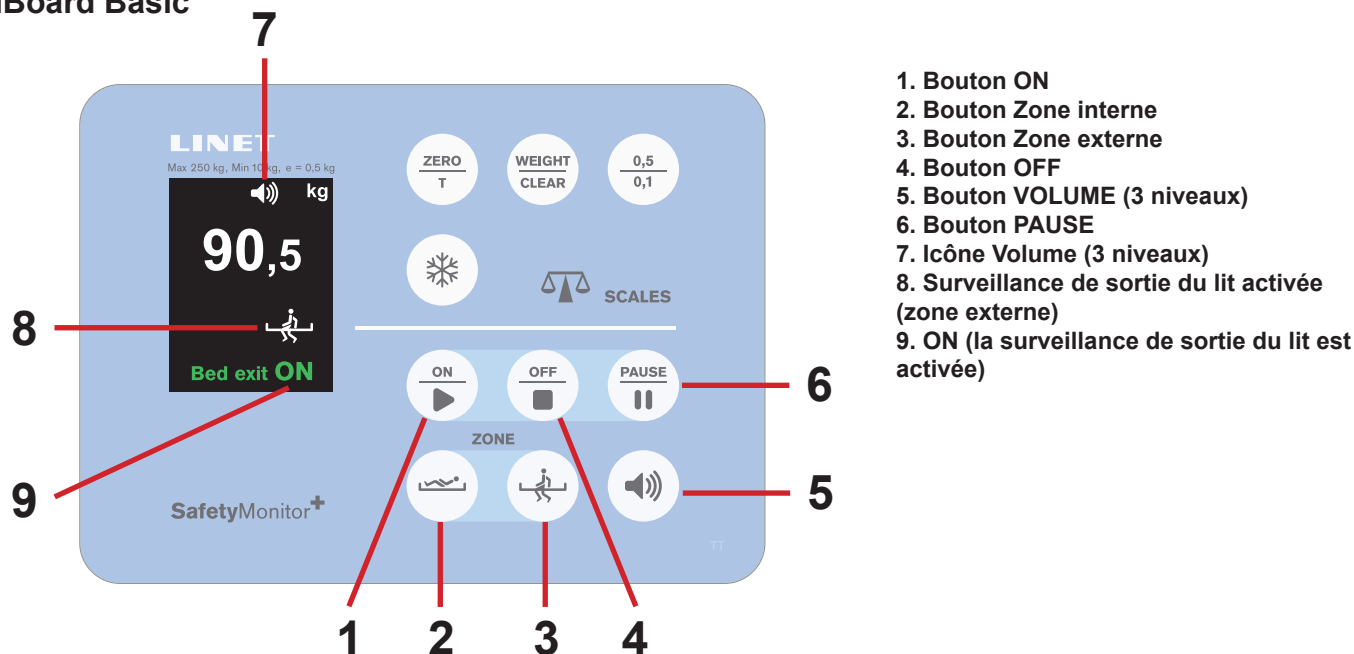 Board Basic
7
LINET
Max 250 kg, Min 10 kg, e = 0,5 kg
kg
90,5
Bed exit ON
ZERO
T
WEIGHT
CLEAR
0,5
0,1
SCALES
ON
OFF
PAUSE
ZONE
SafetyMonitor+
TT
8
9
6
5
1
2
3
4
1. Bouton ON
2. Bouton Zone interne
3. Bouton Zone externe
4. Bouton OFF
5. Bouton VOLUME (3 niveaux)
6. Bouton PAUSE
7. Icône Volume (3 niveaux)
8. Surveillance de sortie du lit activée
(zone externe)
9. ON (la surveillance de sortie du lit est
activée)